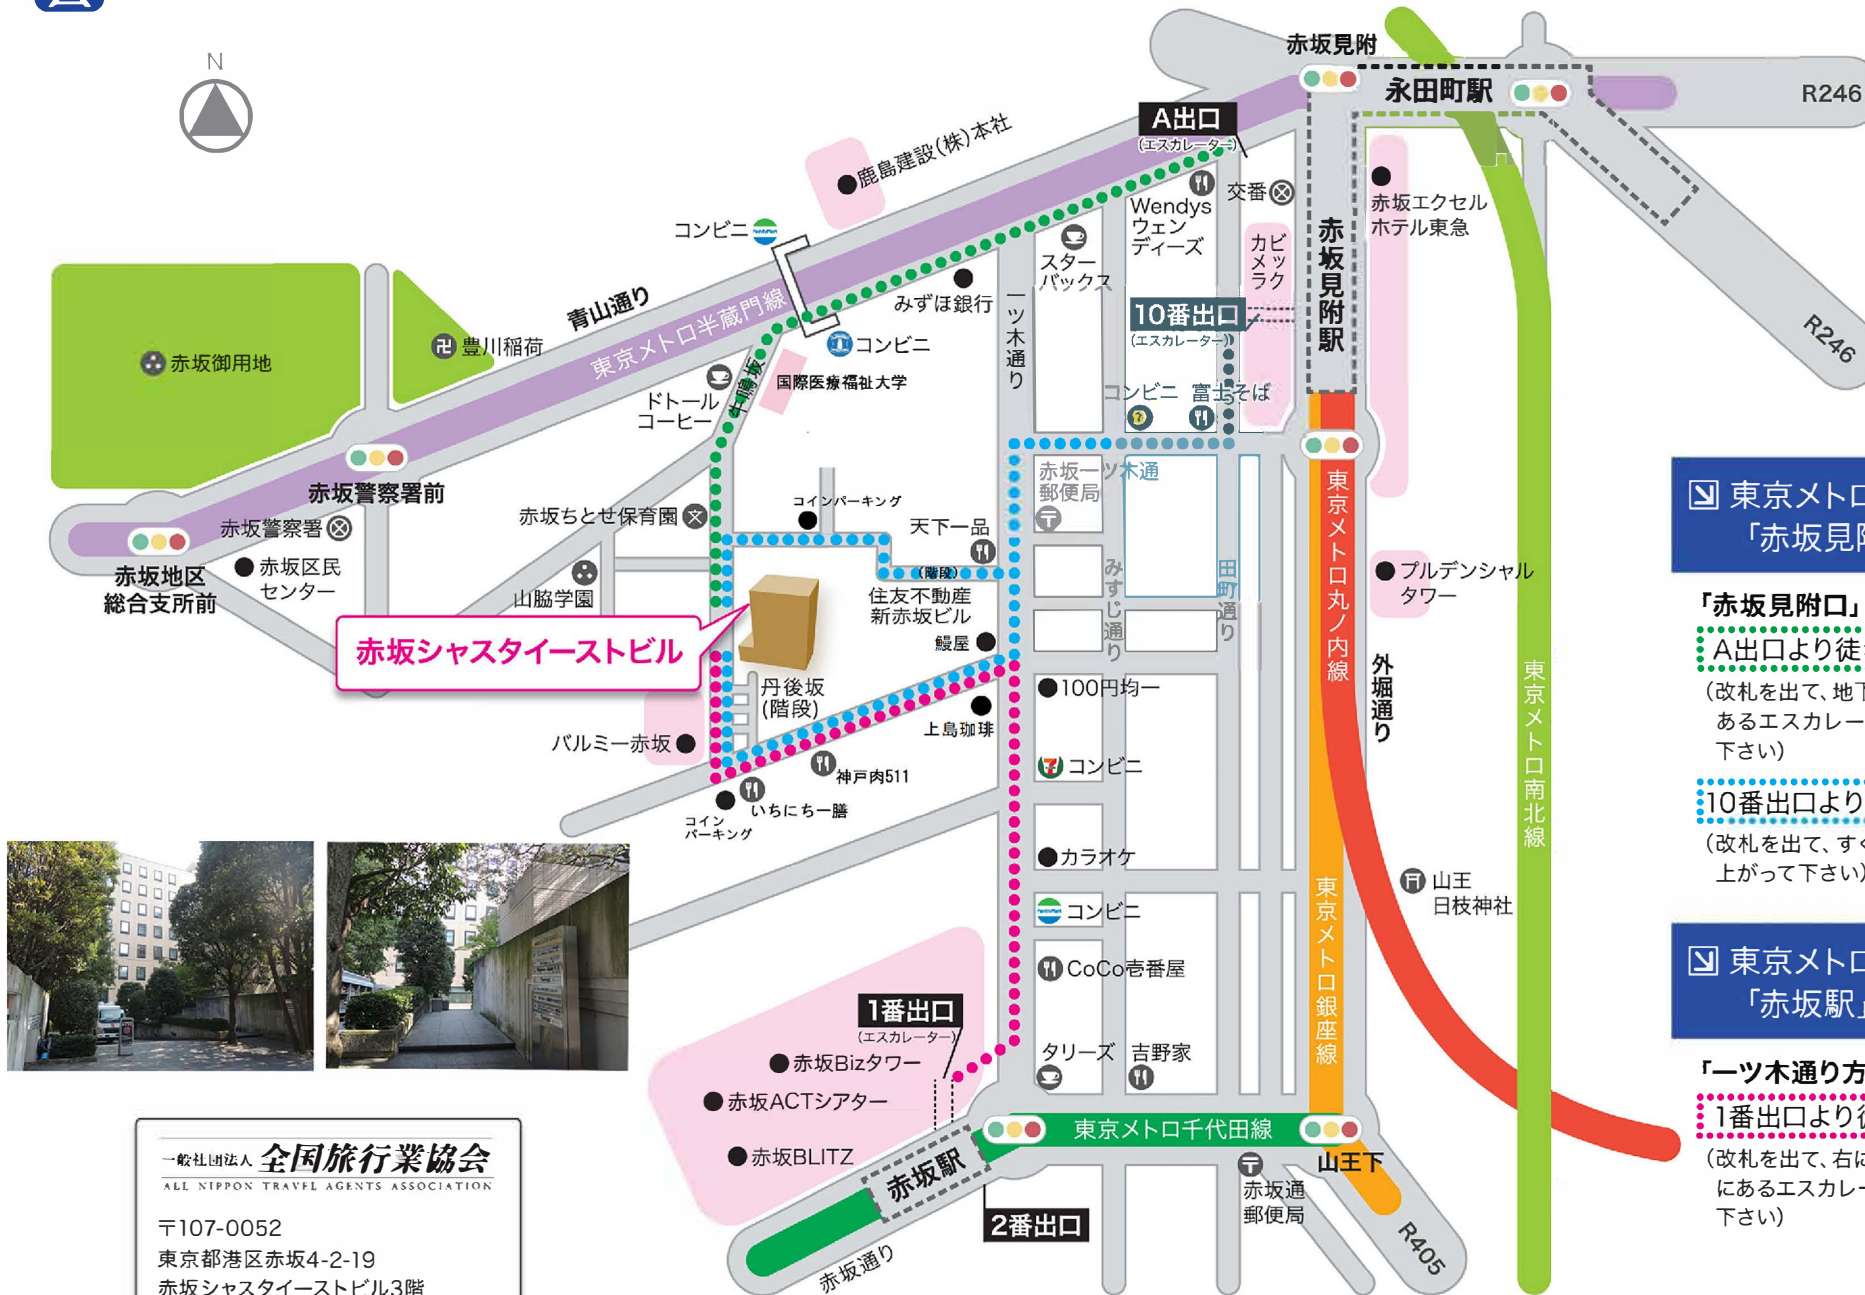 N
赤坂見附
永田町駅
R246
A出口
(エスカレーター)
鹿島建設(株)本社
交番
Wendys
ウェン
ディーズ
赤坂エクセル
ホテル東急
コンビニ
FamilyMart
スター
バックス
カビ
メッ
ラク
赤坂見附駅
青山通り
東京メトロ半蔵門線
みずほ銀行
一ツ木通り
10番出口
(エスカレーター)
R246
豊川稲荷
赤坂御用地
コンビニ
国際医療福祉大学
牛鳴坂
ドトール
コーヒー
コンビニ
富士そば
赤坂一ツ木通
郵便局
赤坂警察署前
赤坂警察署
赤坂ちとせ保育園
コインパーキング
天下一品
(階段)
赤坂地区
総合支所前
赤坂区民
センター
山脇学園
住友不動産
新赤坂ビル
みすじ通り
田町通り
東京メトロ丸ノ内線
プルデンシャル
タワー
赤坂シャスタイーストビル
鰻屋
外堀通り
東京メトロ南北線
丹後坂
(階段)
100円均一
上島珈琲
パルミー赤坂
神戸肉511
コンビニ
いちにち一膳
コイン
パーキング
カラオケ
東京メトロ銀座線
山王
日枝神社
コンビニ
FamilyMart
CoCo壱番屋
1番出口
(エスカレーター)
赤坂Bizタワー
タリーズ
吉野家
赤坂ACTシアター
東京メトロ千代田線
赤坂BLITZ
赤坂駅
山王下
赤坂通
郵便局
2番出口
赤坂通り
R405
東京メトロ
「赤坂見附
「赤坂見附口」
A出口より徒
(改札を出て、地下
あるエスカレー
下さい)
10番出口より
(改札を出て、すぐ
上がって下さい)
東京メトロ
「赤坂駅」
「一ツ木通り方
1番出口より徒
(改札を出て、右に
にあるエスカレー
下さい)
一般社団法人 全国旅行業協会
ALL NIPPON TRAVEL AGENTS ASSOCIATION
〒107-0052
東京都港区赤坂4-2-19
赤坂シャスタイーストビル3階